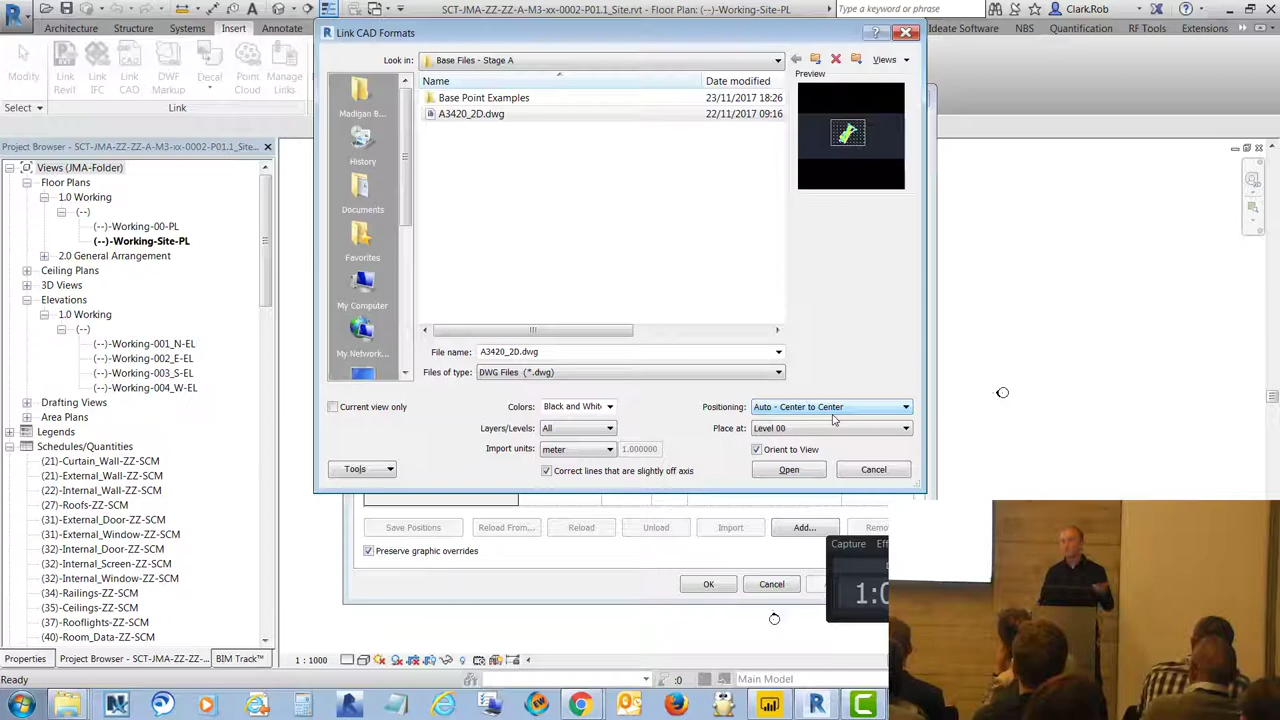 SCT-JMA-ZZ-ZZ-A-M3-xx-0002-P01.1_Site.rvt - Floor Plan: (--)-Working-Site-PL
Type a keyword or phrase
Clark.Rob
Architecture Structure Systems Insert Annotate
Ideate Software NBS Quantification RF Tools Extensions
Modify
Link Revit
Link IFC
Link CAD
DWF Markup
Decal
Point Cloud
Manage Links
Select
Link
Link CAD Formats
Look in: Base Files - Stage A
Views
Name
Date modified
Preview
Base Point Examples 23/11/2017 18:26
A3420_2D.dwg 22/11/2017 09:16
Madigan B...
History
Documents
Favorites
My Computer
My Network...
File name: A3420_2D.dwg
Files of type: DWG Files (*.dwg)
Current view only
Colors: Black and White
Positioning: Auto - Center to Center
Layers/Levels: All
Place at: Level 00
Import units: meter 1.000000
Orient to View
Tools
Correct lines that are slightly off axis
Open
Cancel
Save Positions
Reload From...
Reload
Unload
Import
Add...
Remo
Preserve graphic overrides
OK
Cancel
Capture Ef
1:0
Project Browser - SCT-JMA-ZZ-ZZ-A-M3-xx-0002-P01.1_Site...
Views (JMA-Folder)
Floor Plans
1.0 Working
(--)
(--)-Working-00-PL
(--)-Working-Site-PL
2.0 General Arrangement
Ceiling Plans
3D Views
Elevations
1.0 Working
(--)
(--)-Working-001_N-EL
(--)-Working-002_E-EL
(--)-Working-003_S-EL
(--)-Working-004_W-EL
Drafting Views
Area Plans
Legends
Schedules/Quantities
(21)-Curtain_Wall-ZZ-SCM
(21)-External_Wall-ZZ-SCM
(22)-Internal_Wall-ZZ-SCM
(27)-Roofs-ZZ-SCM
(31)-External_Door-ZZ-SCM
(31)-External_Window-ZZ-SCM
(32)-Internal_Door-ZZ-SCM
(32)-Internal_Screen-ZZ-SCM
(32)-Internal_Window-ZZ-SCM
(34)-Railings-ZZ-SCM
(35)-Ceilings-ZZ-SCM
(37)-Rooflights-ZZ-SCM
(40)-Room_Data-ZZ-SCM
Properties
Project Browser - SCT-JMA-ZZ-ZZ-...
BIM Track™
1 : 1000
Ready
:0
Main Model